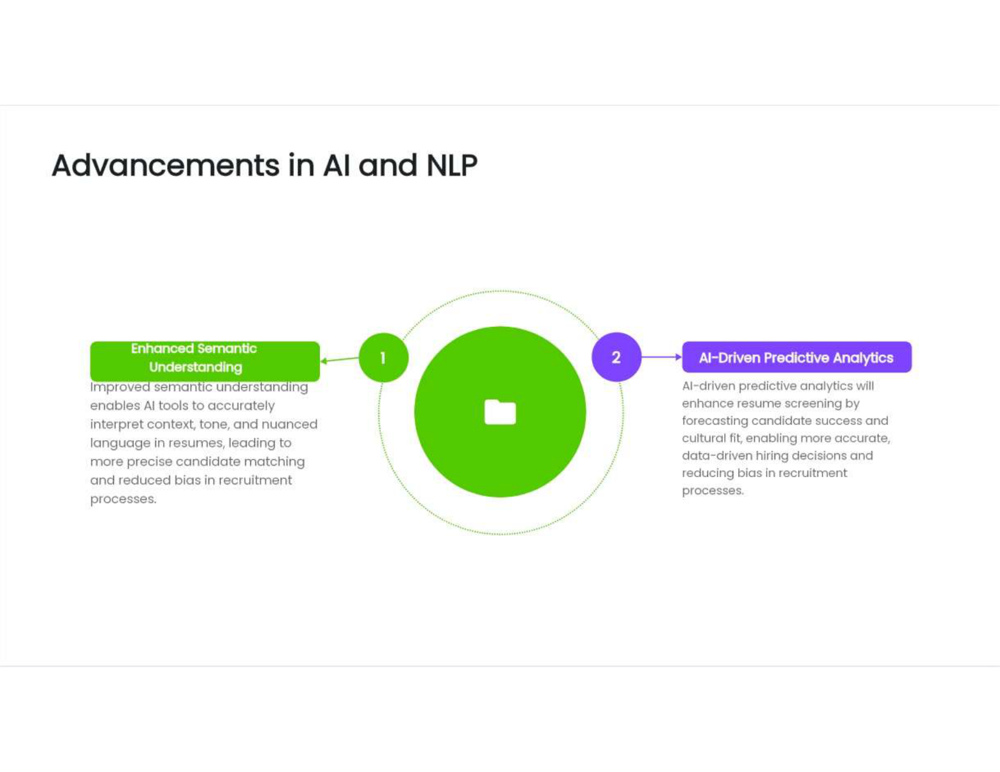 Advancements in AI and NLP
Enhanced Semantic
Understanding
Improved semantic understanding
enables AI tools to accurately
interpret context, tone, and nuanced
language in resumes, leading to
more precise candidate matching
and reduced bias in recruitment
processes.
1
2
AI-Driven Predictive Analytics
AI-driven predictive analytics will
enhance resume screening by
forecasting candidate success and
cultural fit, enabling more accurate,
data-driven hiring decisions and
reducing bias in recruitment
processes.